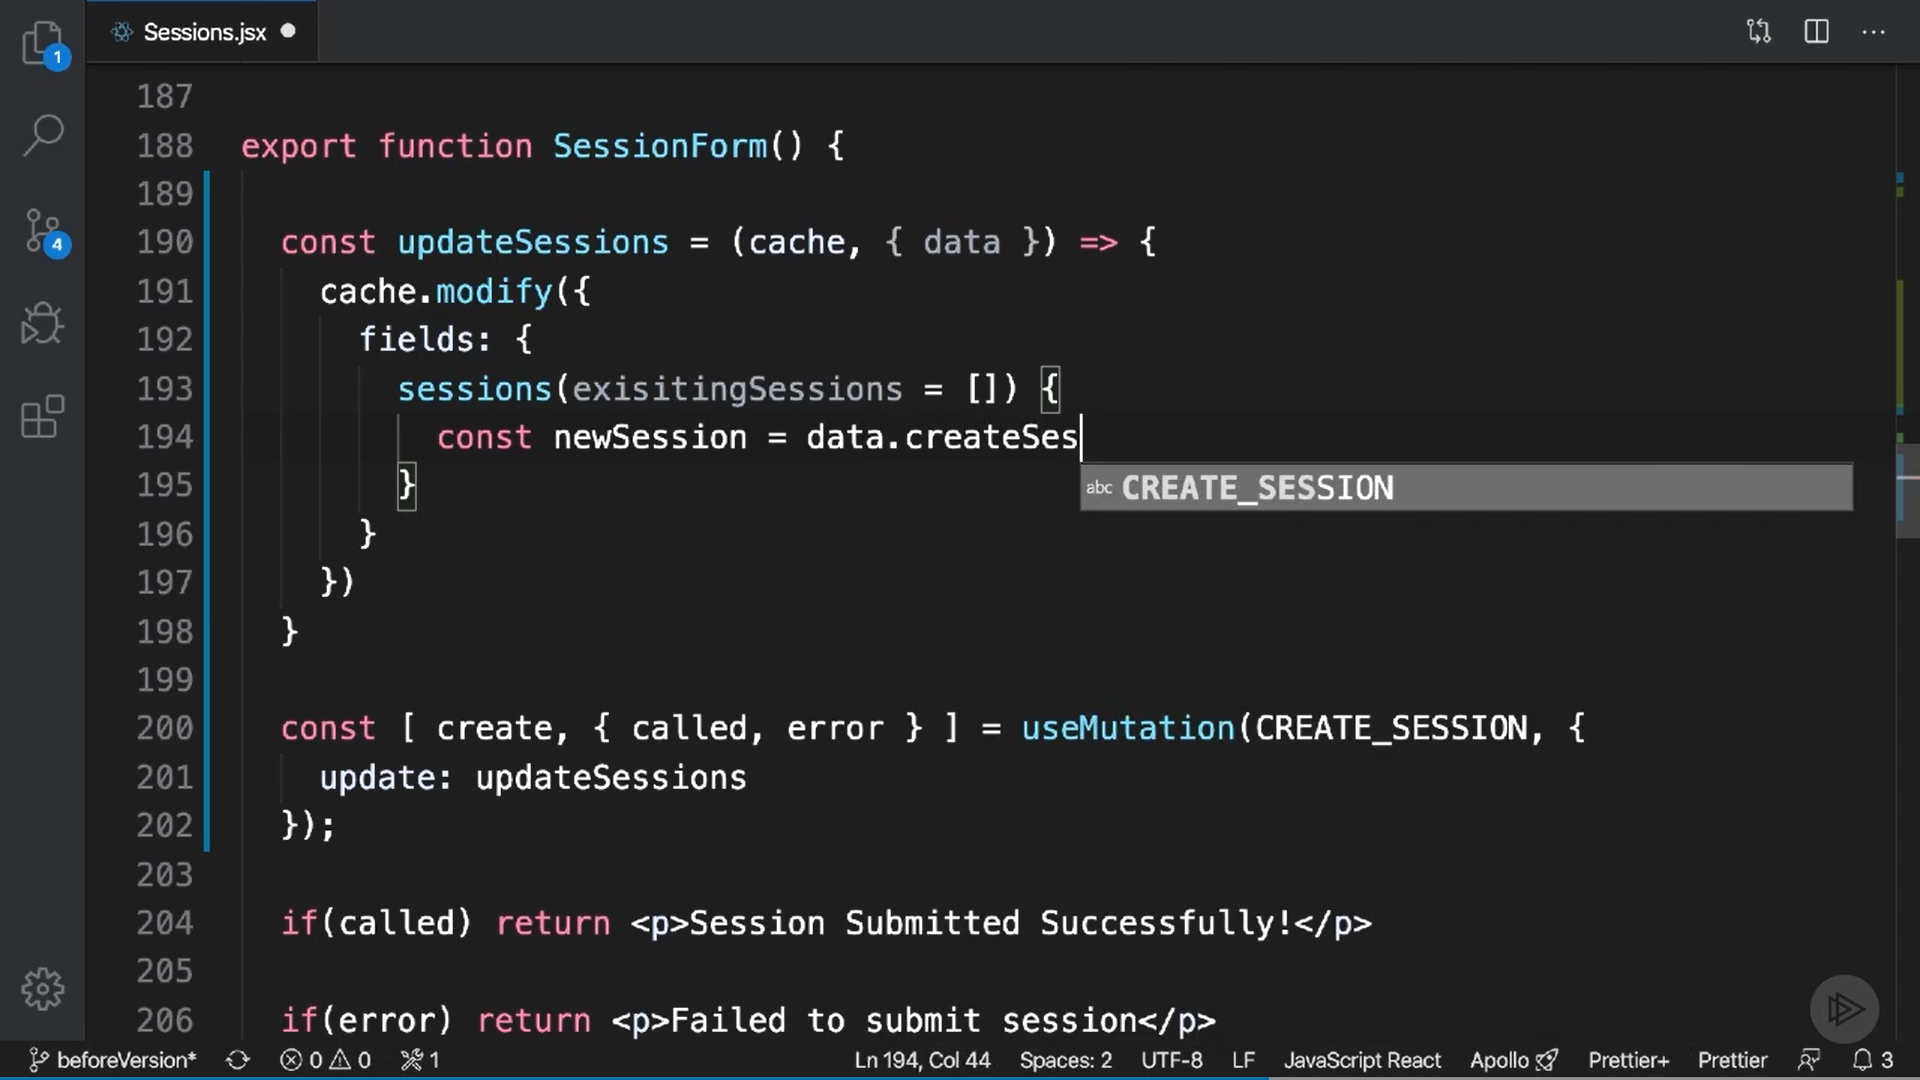 Sessions.jsx
1
187
188 export function SessionForm() {
189
190 const updateSessions = (cache, { data }) => {
191 cache.modify({
192 fields: {
193 sessions(exisitingSessions = []) {
194 const newSession = data.createSes
195 }
abc CREATE_SESSION
196 }
197 })
198 }
199
200 const [ create, { called, error } ] = useMutation(CREATE_SESSION, {
201 update: updateSessions
202 });
203
204 if(called) return <p>Session Submitted Successfully!</p>
205
206 if(error) return <p>Failed to submit session</p>
4
beforeVersion* 0 0 1 Ln 194, Col 44 Spaces: 2 UTF-8 LF JavaScript React Apollo Prettier+ Prettier 3